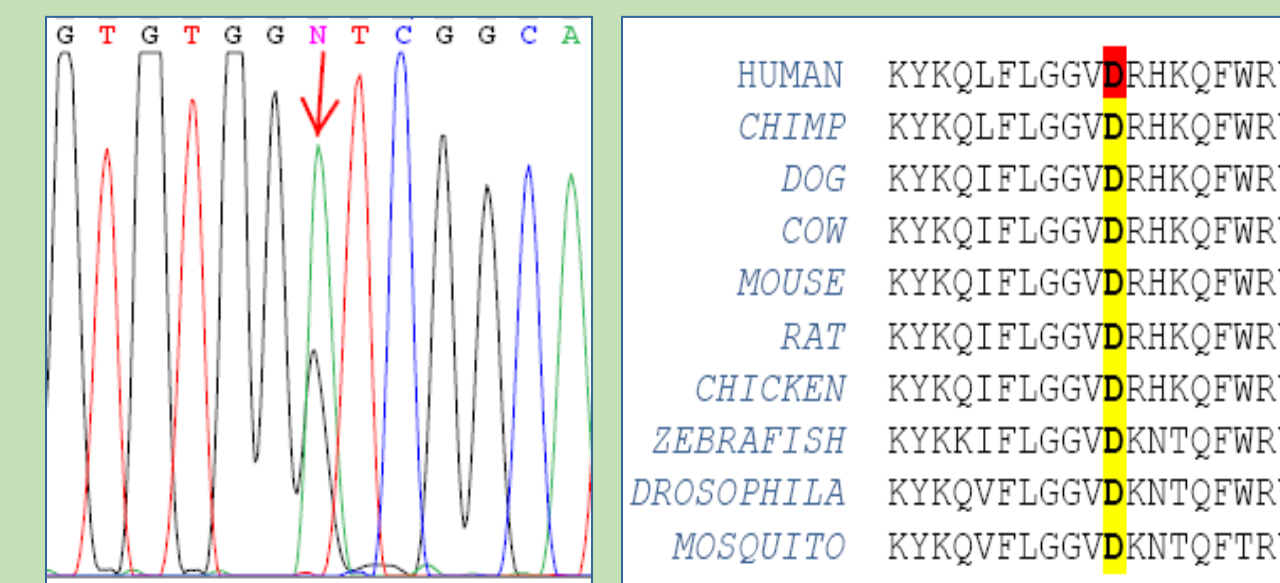 G T G T G G N T C G G C A
HUMAN KYKQLFLGGVDRHKQFWR
CHIMP KYKQLFLGGVDRHKQFWR
DOG KYKQIFLGGVDRHKQFWR
COW KYKQIFLGGVDRHKQFWR
MOUSE KYKQIFLGGVDRHKQFWR
RAT KYKQIFLGGVDRHKQFWR
CHICKEN KYKQIFLGGVDRHKQFWR
ZEBRAFISH KYKKIFLGGVDKNTQFWR
DROSOPHILA KYKQVFLGGVDKNTQFWR
MOSQUITO KYKQVFLGGVDKNTQFTR